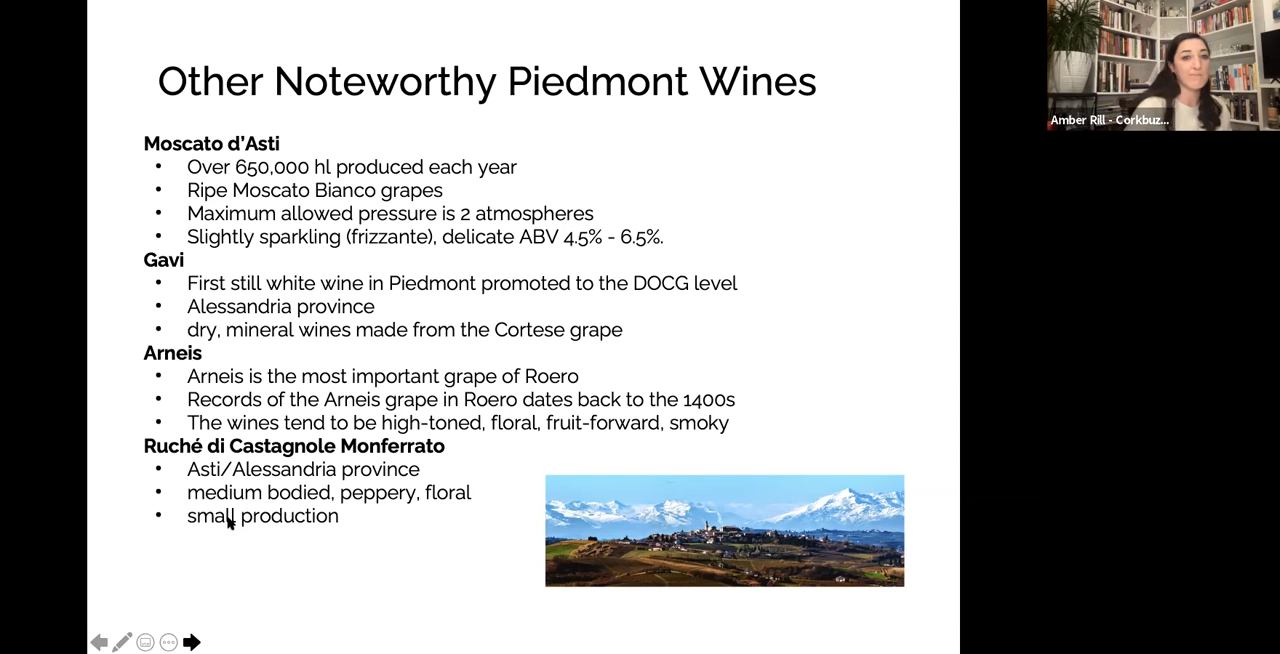 Other Noteworthy Piedmont Wines
Moscato d’Asti
• Over 650,000 hl produced each year
• Ripe Moscato Bianco grapes
• Maximum allowed pressure is 2 atmospheres
• Slightly sparkling (frizzante), delicate ABV 4.5% - 6.5%.
Gavi
• First still white wine in Piedmont promoted to the DOCG level
• Alessandria province
• dry, mineral wines made from the Cortese grape
Arneis
• Arneis is the most important grape of Roero
• Records of the Arneis grape in Roero dates back to the 1400s
• The wines tend to be high-toned, floral, fruit-forward, smoky
Ruché di Castagnole Monferrato
• Asti/Alessandria province
• medium bodied, peppery, floral
• small production
Amber Rill - Corkbuz...